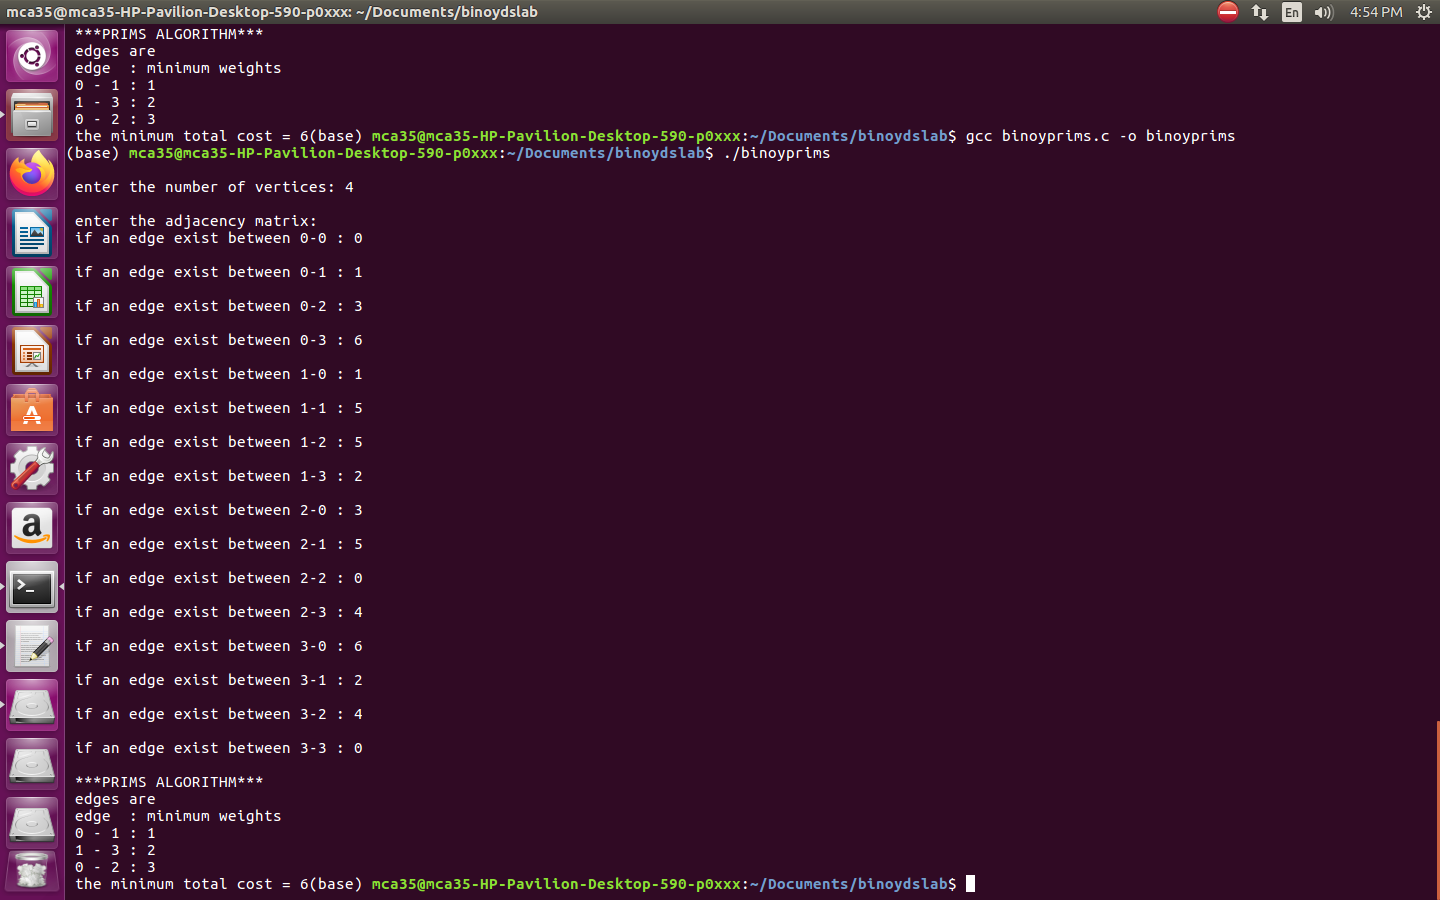 mca35@mca35-HP-Pavilion-Desktop-590-p0xxx: ~/Documents/binoydslab
En
4:54 PM
***PRIMS ALGORITHM***
edges are
edge  : minimum weights
0 - 1 : 1
1 - 3 : 2
0 - 2 : 3
the minimum total cost = 6(base) mca35@mca35-HP-Pavilion-Desktop-590-p0xxx:~/Documents/binoydslab$ gcc binoyprims.c -o binoyprims
(base) mca35@mca35-HP-Pavilion-Desktop-590-p0xxx:~/Documents/binoydslab$ ./binoyprims
enter the number of vertices: 4
enter the adjacency matrix:
if an edge exist between 0-0 : 0
if an edge exist between 0-1 : 1
if an edge exist between 0-2 : 3
if an edge exist between 0-3 : 6
if an edge exist between 1-0 : 1
if an edge exist between 1-1 : 5
if an edge exist between 1-2 : 5
if an edge exist between 1-3 : 2
if an edge exist between 2-0 : 3
if an edge exist between 2-1 : 5
if an edge exist between 2-2 : 0
if an edge exist between 2-3 : 4
if an edge exist between 3-0 : 6
if an edge exist between 3-1 : 2
if an edge exist between 3-2 : 4
if an edge exist between 3-3 : 0
***PRIMS ALGORITHM***
edges are
edge  : minimum weights
0 - 1 : 1
1 - 3 : 2
0 - 2 : 3
the minimum total cost = 6(base) mca35@mca35-HP-Pavilion-Desktop-590-p0xxx:~/Documents/binoydslab$